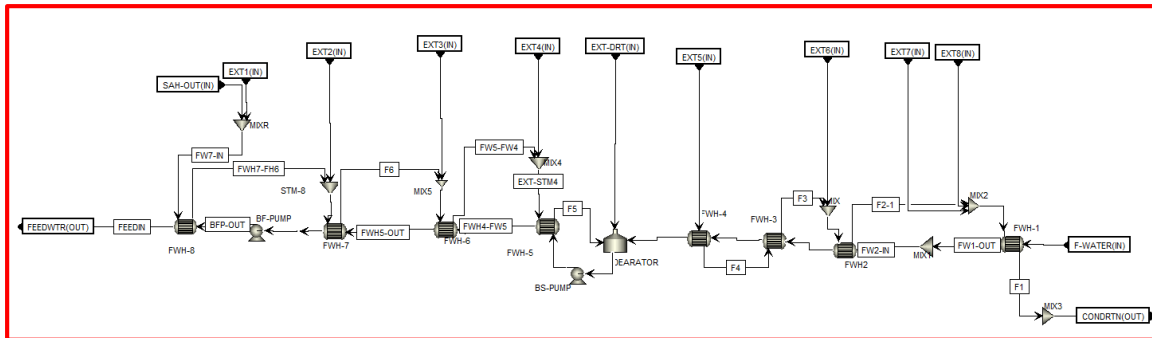 EXT1(IN)
EXT2(IN)
EXT3(IN)
EXT4(IN)
EXT-DRT(IN)
EXT5(IN)
EXT6(IN)
EXT7(IN)
EXT8(IN)
SAH-OUT(IN)
MIXR
FW7-IN
FWH7-FH6
STM-8
F6
MIX5
FW5-FW4
MIX4
EXT-STM4
F5
F3
MIX
F2-1
MIX2
FEEDWTR(OUT)
FEEDIN
FWH-8
BFP-OUT
BF-PUMP
FWH-7
FWH5-OUT
FWH-6
FWH4-FW5
FWH-5
BS-PUMP
DEARATOR
FWH-4
F4
FWH-3
FWH2
FW2-IN
MIX1
FW1-OUT
FWH-1
F-WATER(IN)
F1
MIX3
CONDRTN(OUT)